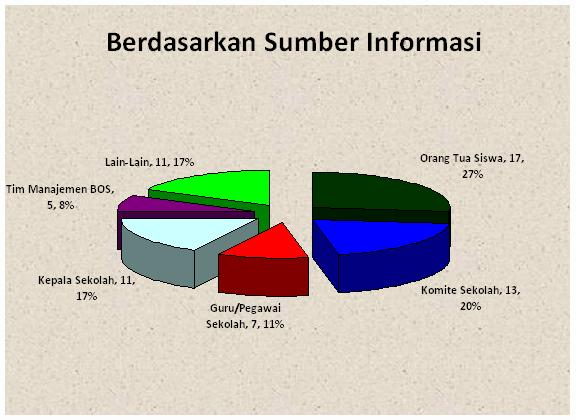 Berdasarkan Sumber Informasi
Lain-Lain, 11, 17%
Orang Tua Siswa, 17,
27%
Tim Manajemen BOS,
5, 8%
Kepala Sekolah, 11,
17%
Komite Sekolah, 13,
20%
Guru/Pegawai
Sekolah, 7, 11%